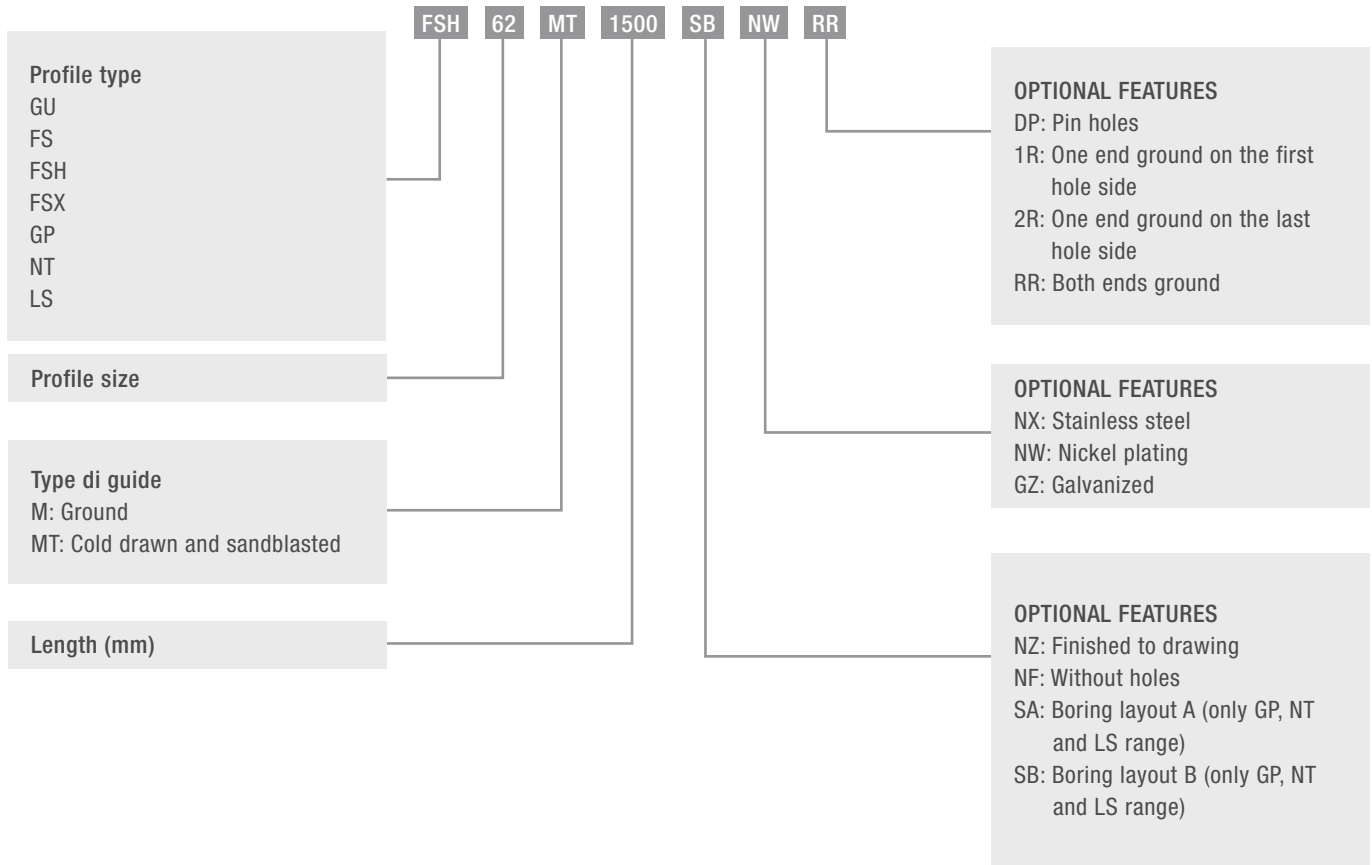 FSH 62 MT 1500 SB NW RR
Profile type
GU
FS
FSH
FSX
GP
NT
LS
Profile size
Type di guide
M: Ground
MT: Cold drawn and sandblasted
Length (mm)
OPTIONAL FEATURES
DP: Pin holes
1R: One end ground on the first
hole side
2R: One end ground on the last
hole side
RR: Both ends ground
OPTIONAL FEATURES
NX: Stainless steel
NW: Nickel plating
GZ: Galvanized
OPTIONAL FEATURES
NZ: Finished to drawing
NF: Without holes
SA: Boring layout A (only GP, NT
and LS range)
SB: Boring layout B (only GP, NT
and LS range)